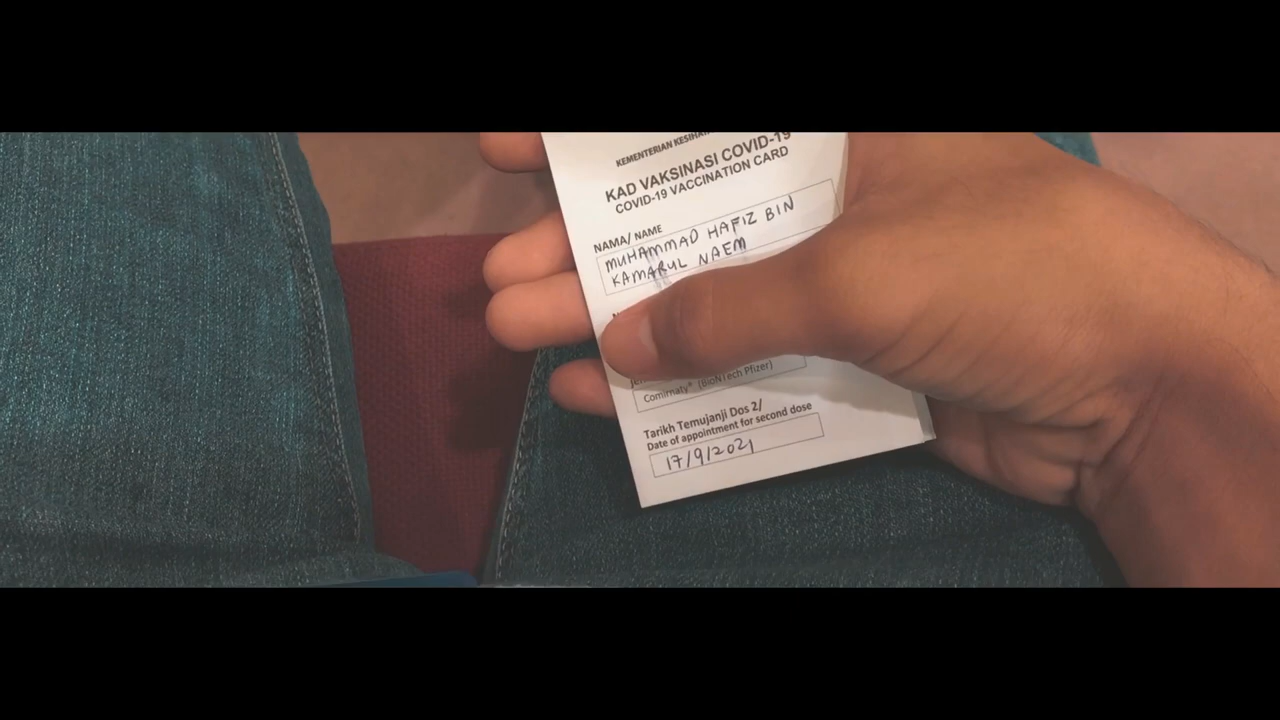 KEMENTERIAN
KAD VAKSINASI COVID-19
COVID-19 VACCINATION CARD
NAMA/ NAME
MUHAMMAD HAFIZ BIN
KAMARUL NAEM
Comirnaty® (BioNTech Pfizer)
Tarikh Temujanji Dos 2/
Date of appointment for second dose
17/9/2021